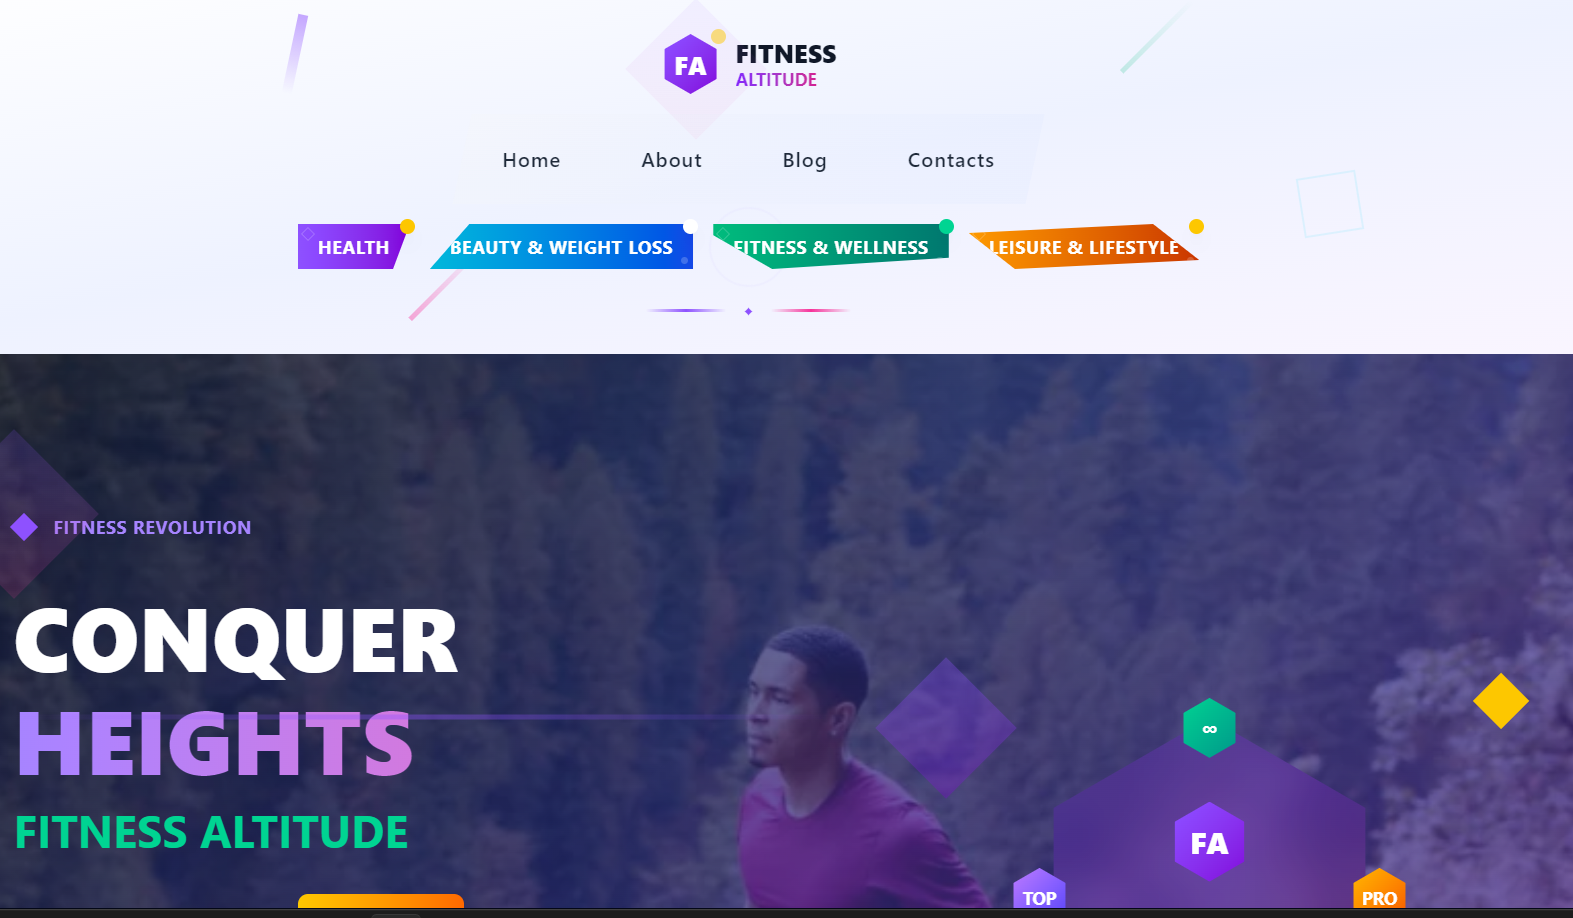 FA
FITNESS
ALTITUDE
Home About Blog Contacts
HEALTH BEAUTY & WEIGHT LOSS FITNESS & WELLNESS LEISURE & LIFESTYLE
FITNESS REVOLUTION
CONQUER
HEIGHTS
FITNESS ALTITUDE
∞
FA
TOP
PRO